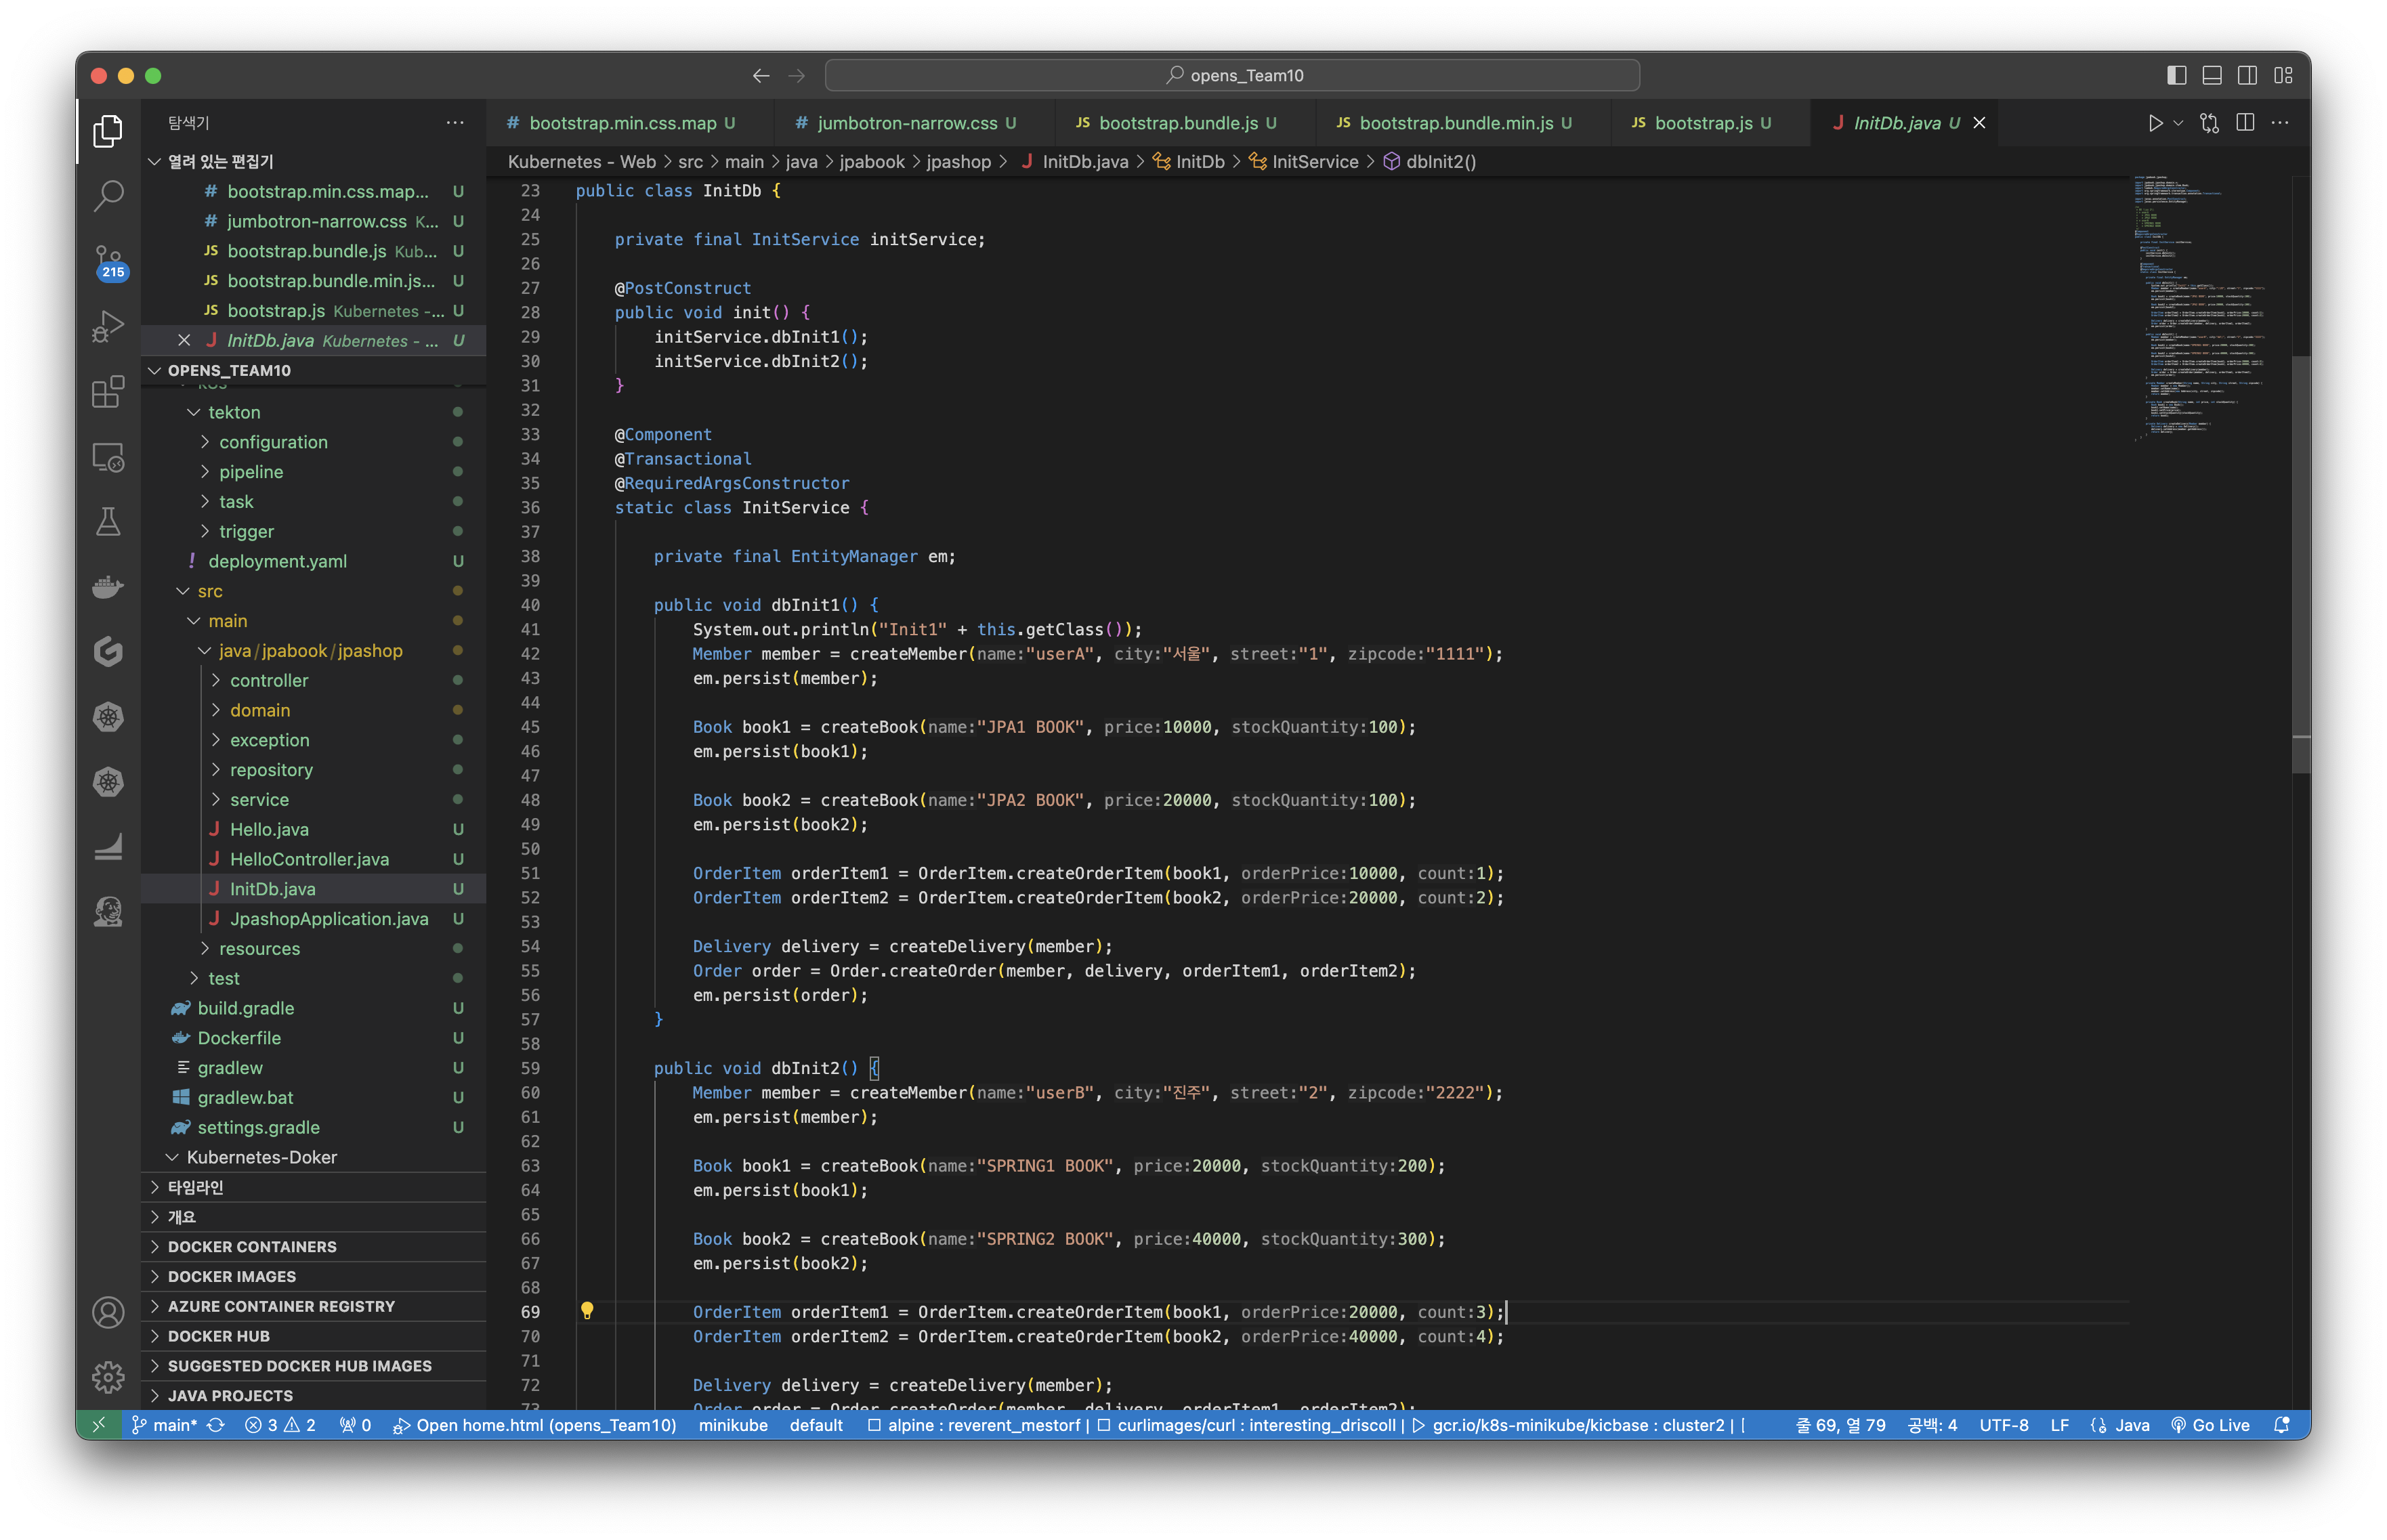 opens_Team10
탐색기
열려 있는 편집기
# bootstrap.min.css.map... U
# jumbotron-narrow.css K... U
JS bootstrap.bundle.js Kub... U
JS bootstrap.bundle.min.js... U
JS bootstrap.js Kubernetes -... U
J InitDb.java Kubernetes - ... U
OPENS_TEAM10
tekton
configuration
pipeline
task
trigger
! deployment.yaml U
src
main
java/jpabook/jpashop
controller
domain
exception
repository
service
J Hello.java U
J HelloController.java U
J InitDb.java U
J JpashopApplication.java U
resources
test
build.gradle U
Dockerfile U
gradlew U
gradlew.bat U
settings.gradle U
Kubernetes-Doker
타임라인
개요
DOCKER CONTAINERS
DOCKER IMAGES
AZURE CONTAINER REGISTRY
DOCKER HUB
SUGGESTED DOCKER HUB IMAGES
JAVA PROJECTS
215
# bootstrap.min.css.map U # jumbotron-narrow.css U JS bootstrap.bundle.js U JS bootstrap.bundle.min.js U JS bootstrap.js U J InitDb.java U
Kubernetes - Web > src > main > java > jpabook > jpashop > J InitDb.java > InitDb > InitService > dbInit2()
23 public class InitDb {
24
25 private final InitService initService;
26
27 @PostConstruct
28 public void init() {
29 initService.dbInit1();
30 initService.dbInit2();
31 }
32
33 @Component
34 @Transactional
35 @RequiredArgsConstructor
36 static class InitService {
37
38 private final EntityManager em;
39
40 public void dbInit1() {
41 System.out.println("Init1" + this.getClass());
42 Member member = createMember(name:"userA", city:"서울", street:"1", zipcode:"1111");
43 em.persist(member);
44
45 Book book1 = createBook(name:"JPA1 BOOK", price:10000, stockQuantity:100);
46 em.persist(book1);
47
48 Book book2 = createBook(name:"JPA2 BOOK", price:20000, stockQuantity:100);
49 em.persist(book2);
50
51 OrderItem orderItem1 = OrderItem.createOrderItem(book1, orderPrice:10000, count:1);
52 OrderItem orderItem2 = OrderItem.createOrderItem(book2, orderPrice:20000, count:2);
53
54 Delivery delivery = createDelivery(member);
55 Order order = Order.createOrder(member, delivery, orderItem1, orderItem2);
56 em.persist(order);
57 }
58
59 public void dbInit2() {
60 Member member = createMember(name:"userB", city:"진주", street:"2", zipcode:"2222");
61 em.persist(member);
62
63 Book book1 = createBook(name:"SPRING1 BOOK", price:20000, stockQuantity:200);
64 em.persist(book1);
65
66 Book book2 = createBook(name:"SPRING2 BOOK", price:40000, stockQuantity:300);
67 em.persist(book2);
68
69 OrderItem orderItem1 = OrderItem.createOrderItem(book1, orderPrice:20000, count:3);
70 OrderItem orderItem2 = OrderItem.createOrderItem(book2, orderPrice:40000, count:4);
71
72 Delivery delivery = createDelivery(member);
73 Order order = Order.createOrder(member, delivery, orderItem1, orderItem2);
main* 3 2 0 Open home.html (opens_Team10) minikube default alpine : reverent_mestorf | curlimages/curl : interesting_driscoll | gcr.io/k8s-minikube/kicbase : cluster2 | 줄 69, 열 79 공백: 4 UTF-8 LF Java Go Live